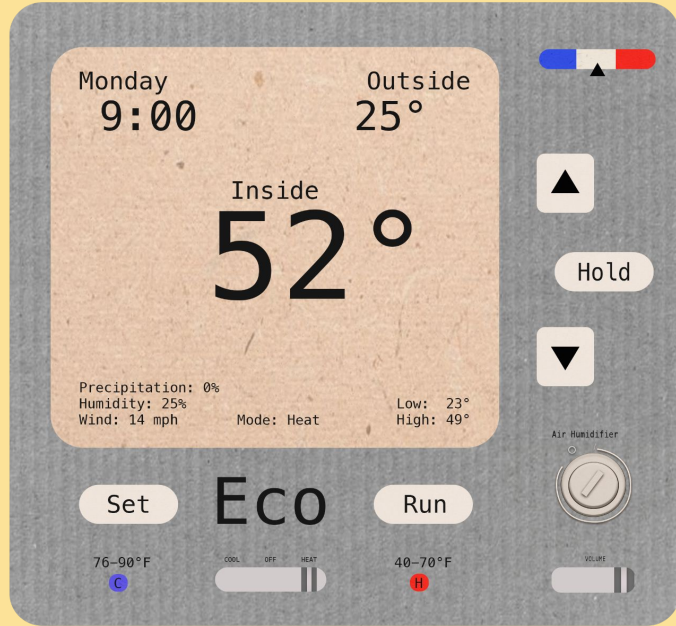 Monday
Outside
9:00
25°
Inside
52°
Precipitation: 0%
Humidity: 25%
Wind: 14 mph
Mode: Heat
Low: 23°
High: 49°
Hold
Air Humidifier
Set
Eco
Run
76–90°F
C
COOL OFF HEAT
40–70°F
H
VOLUME